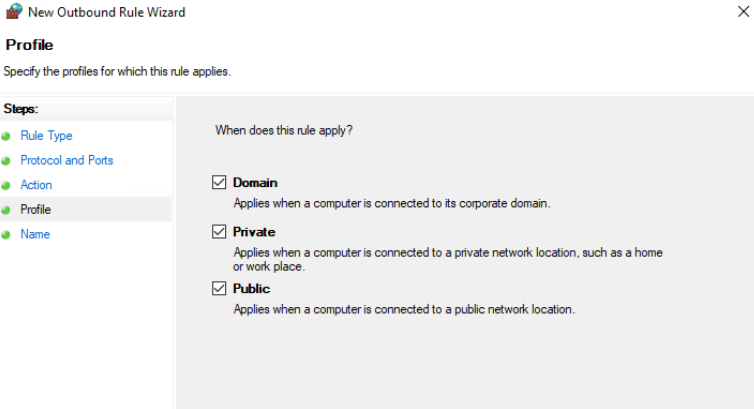 New Outbound Rule Wizard
Profile
Specify the profiles for which this rule applies.
Steps:
Rule Type
Protocol and Ports
Action
Profile
Name
When does this rule apply?
Domain
Applies when a computer is connected to its corporate domain.
Private
Applies when a computer is connected to a private network location, such as a home
or work place.
Public
Applies when a computer is connected to a public network location.